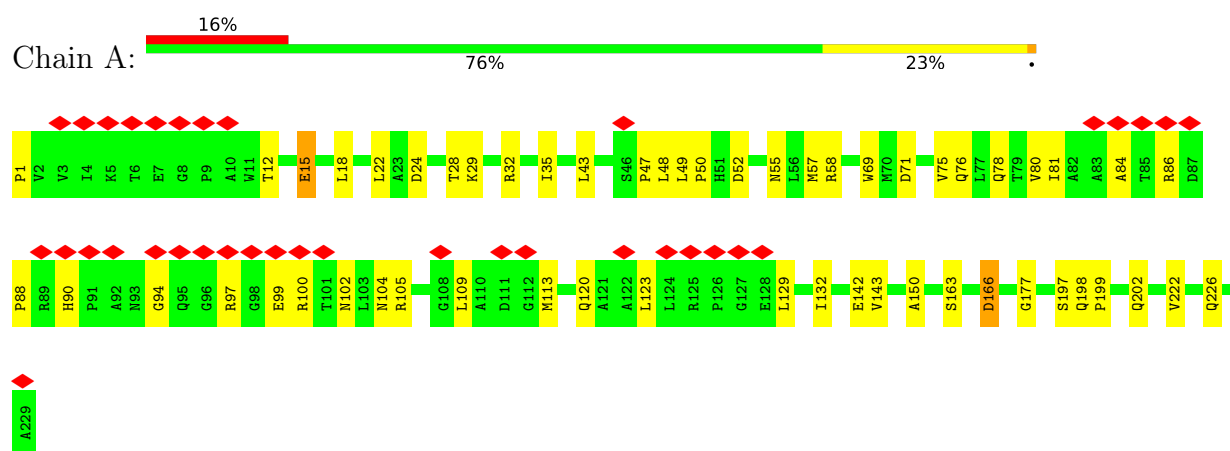 16%
Chain A:
76% 23% •
P1 V2 V3 I4 K5 T6 E7 G8 P9 A10 W11 T12 E15 L18 L22 A23 D24 T28 K29 R32 I35 L43 S46 P47 L48 L49 P50 H51 D52 N55 L56 M57 R58 W69 M70 D71 V75 Q76 L77 Q78 T79 V80 I81 A82 A83 A84 T85 R86 D87
P88 R89 H90 P91 A92 N93 G94 Q95 G96 R97 G98 E99 R100 T101 N102 L103 N104 R105 G108 L109 A110 D111 G112 M113 Q120 A121 A122 L123 L124 R125 P126 G127 E128 L129 I132 E142 V143 A150 S163 D166 G177 S197 Q198 P199 Q202 V222 Q226
A229